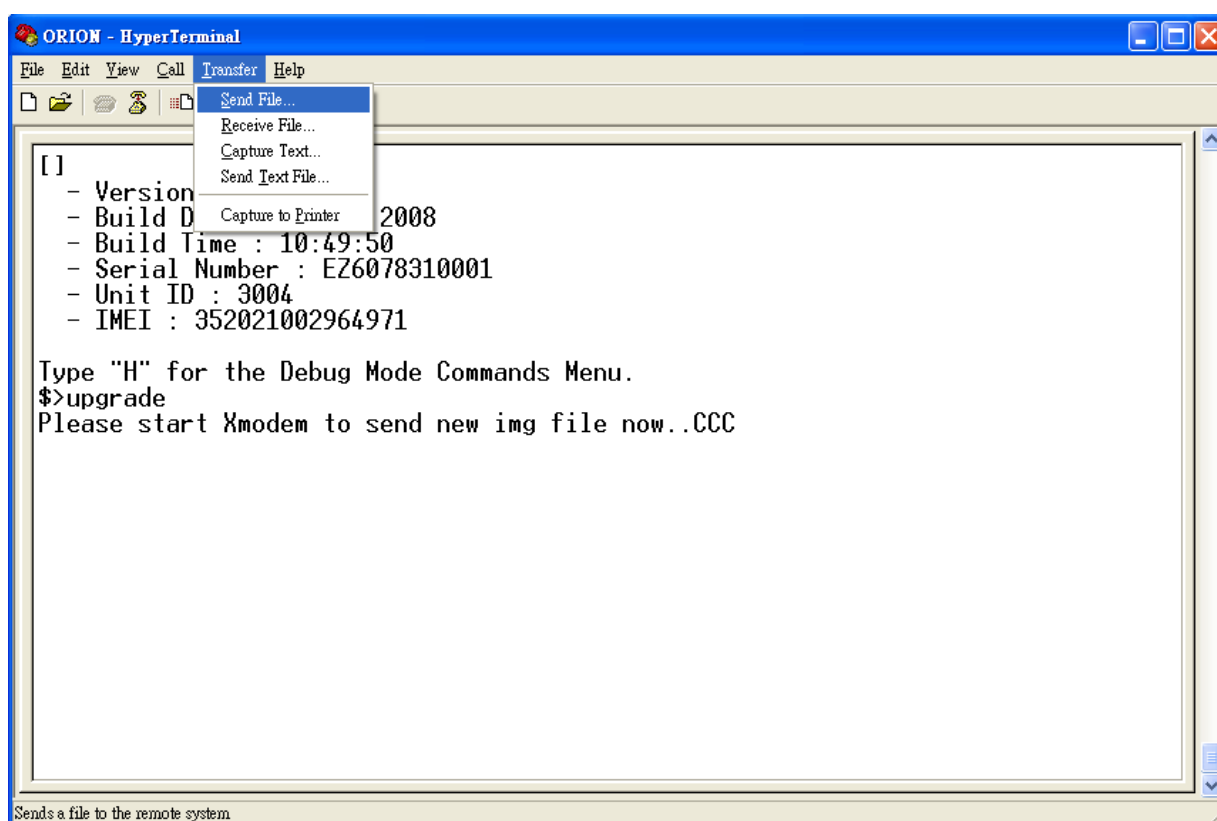 ORION - HyperTerminal
File Edit View Call Transfer Help
Send File...
Receive File...
Capture Text...
Send Text File...
Capture to Printer
[]
- Version
- Build D 2008
- Build Time : 10:49:50
- Serial Number : EZ6078310001
- Unit ID : 3004
- IMEI : 352021002964971
Type "H" for the Debug Mode Commands Menu.
$>upgrade
Please start Xmodem to send new img file now..CCC
Sends a file to the remote system